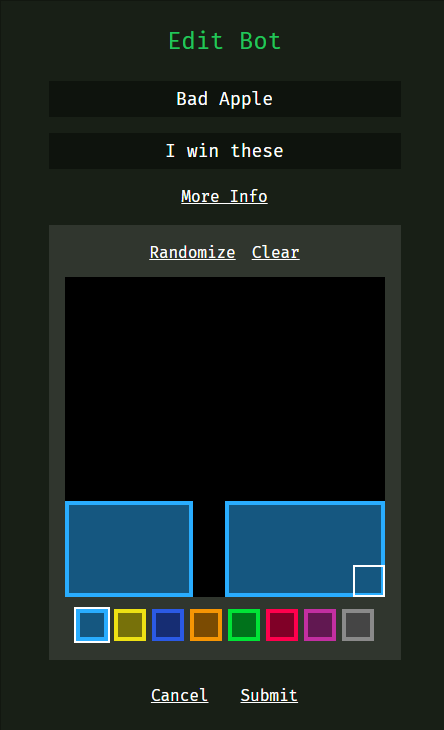 Edit Bot
Bad Apple
I win these
More Info
Randomize Clear
Cancel Submit